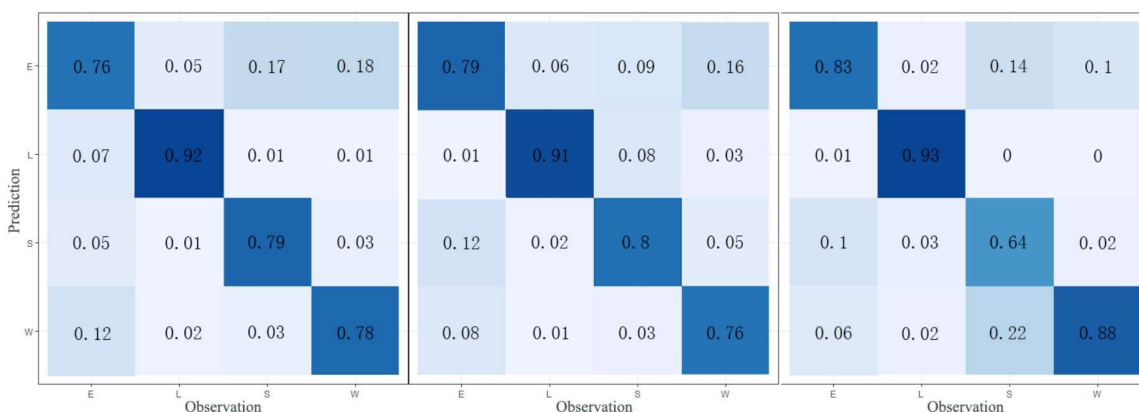 E 0.76 0.05 0.17 0.18 0.79 0.06 0.09 0.16 0.83 0.02 0.14 0.1
L 0.07 0.92 0.01 0.01 0.01 0.91 0.08 0.03 0.01 0.93 0 0
Prediction
S 0.05 0.01 0.79 0.03 0.12 0.02 0.8 0.05 0.1 0.03 0.64 0.02
W 0.12 0.02 0.03 0.78 0.08 0.01 0.03 0.76 0.06 0.02 0.22 0.88
E L S W E L S W E L S W
Observation Observation Observation